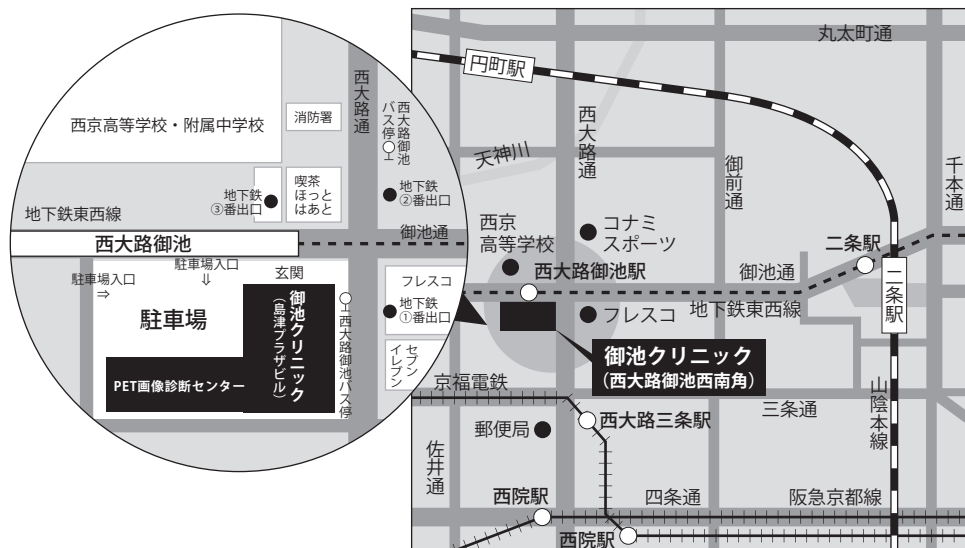 西京高等学校・附属中学校
消防署
西大路通
西大路御池
バス停
喫茶
ほっと
はあと
地下鉄
③番出口
地下鉄
②番出口
地下鉄東西線
西大路御池
御池通
駐車場入口
⇒
駐車場入口
⇓
玄関
駐車場
御池クリニック
(島津プラザビル)
PET画像診断センター
西大路御池バス停
フレスコ
地下鉄
①番出口
セブン
イレブン
丸太町通
円町駅
天神川
西大路通
御前通
千本通
西京
高等学校
コナミ
スポーツ
二条駅
西大路御池駅
御池通
二条駅
地下鉄東西線
フレスコ
御池クリニック
(西大路御池西南角)
京福電鉄
三条通
山陰本線
西大路三条駅
郵便局
佐井通
西院駅
四条通
阪急京都線
西院駅